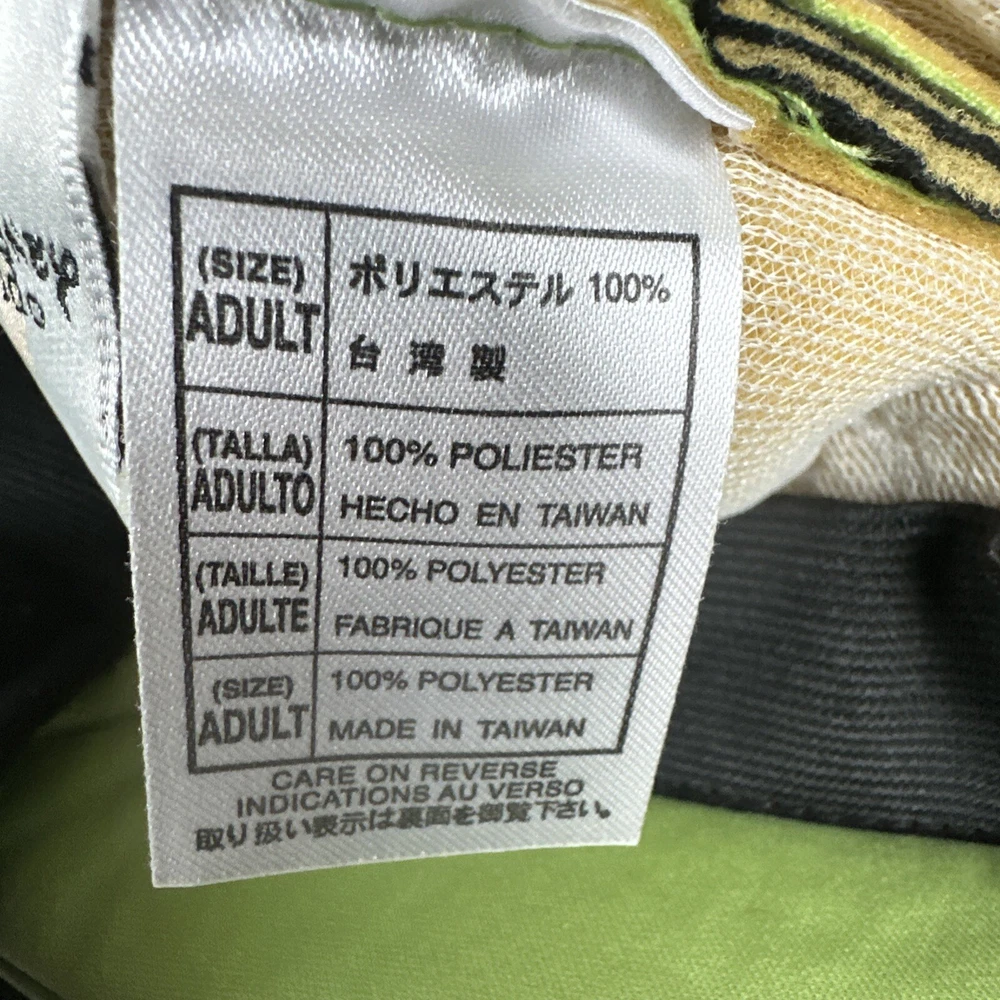 (SIZE)
ADULT
ポリエステル 100%
台湾製
(TALLA)
ADULTO
100% POLIESTER
HECHO EN TAIWAN
(TAILLE)
ADULTE
100% POLYESTER
FABRIQUE A TAIWAN
(SIZE)
ADULT
100% POLYESTER
MADE IN TAIWAN
CARE ON REVERSE
INDICATIONS AU VERSO
取り扱い表示は裏面を御覧下さい。